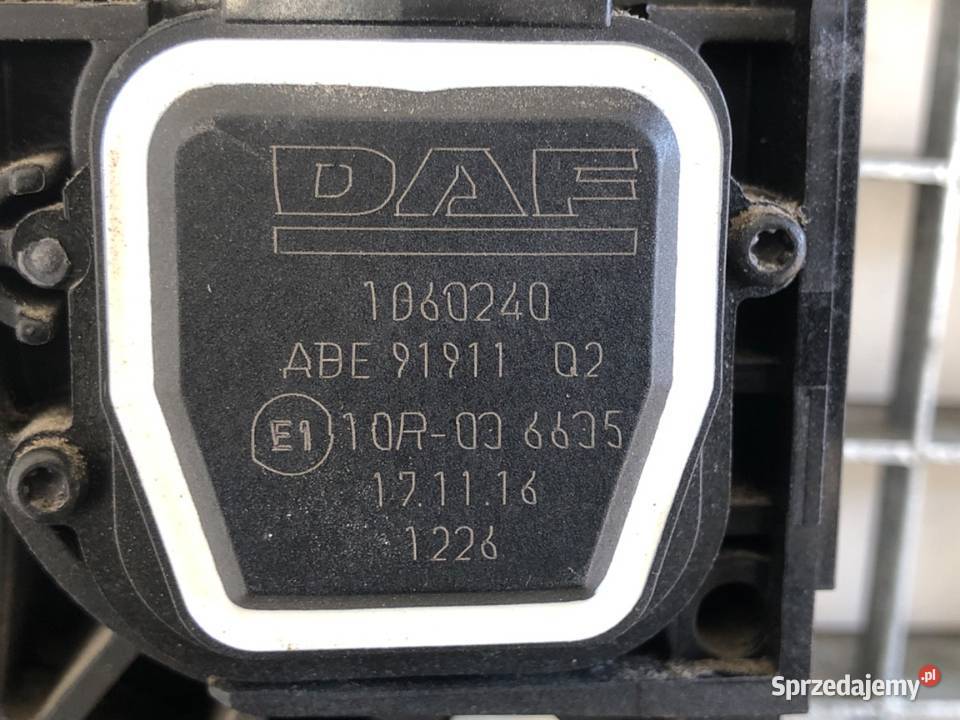 DAF
1060240
ABE 91911 Q2
E1 10R-03 6635
17.11.16
1226
Sprzedajemy.pl